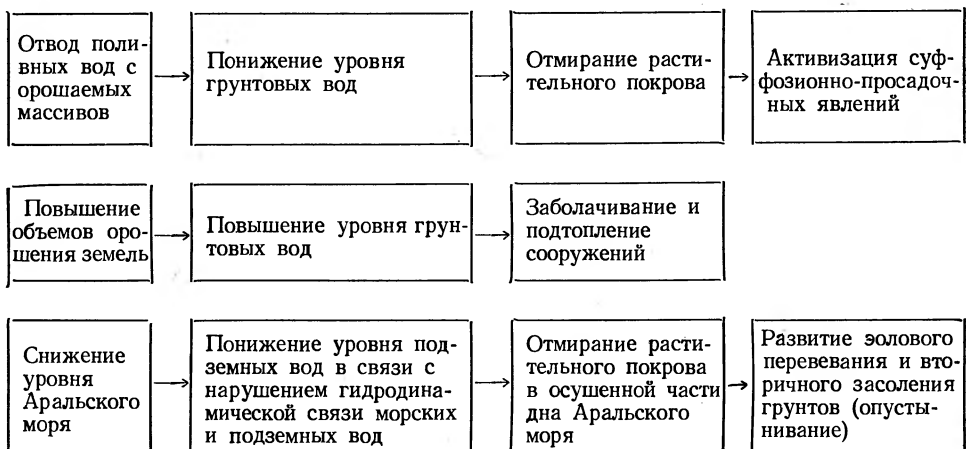 Отвод поли-
вных вод с
орошаемых
массивов
Понижение уровня
грунтовых вод
Отмирание расти-
тельного покрова
Активизация суф-
фозионно-просадоч-
ных явлений
Повышение
объемов оро-
шения земель
Повышение уровня грун-
товых вод
Заболачивание и
подтопление
сооружений
Снижение
уровня
Аральского
моря
Понижение уровня под-
земных вод в связи с
нарушением гидродина-
мической связи морских
и подземных вод
Отмирание расти-
тельного покрова
в осушенной части
дна Аральского
моря
Развитие эолового
перевевания и вто-
ричного засоления
грунтов (опусты-
нивание)